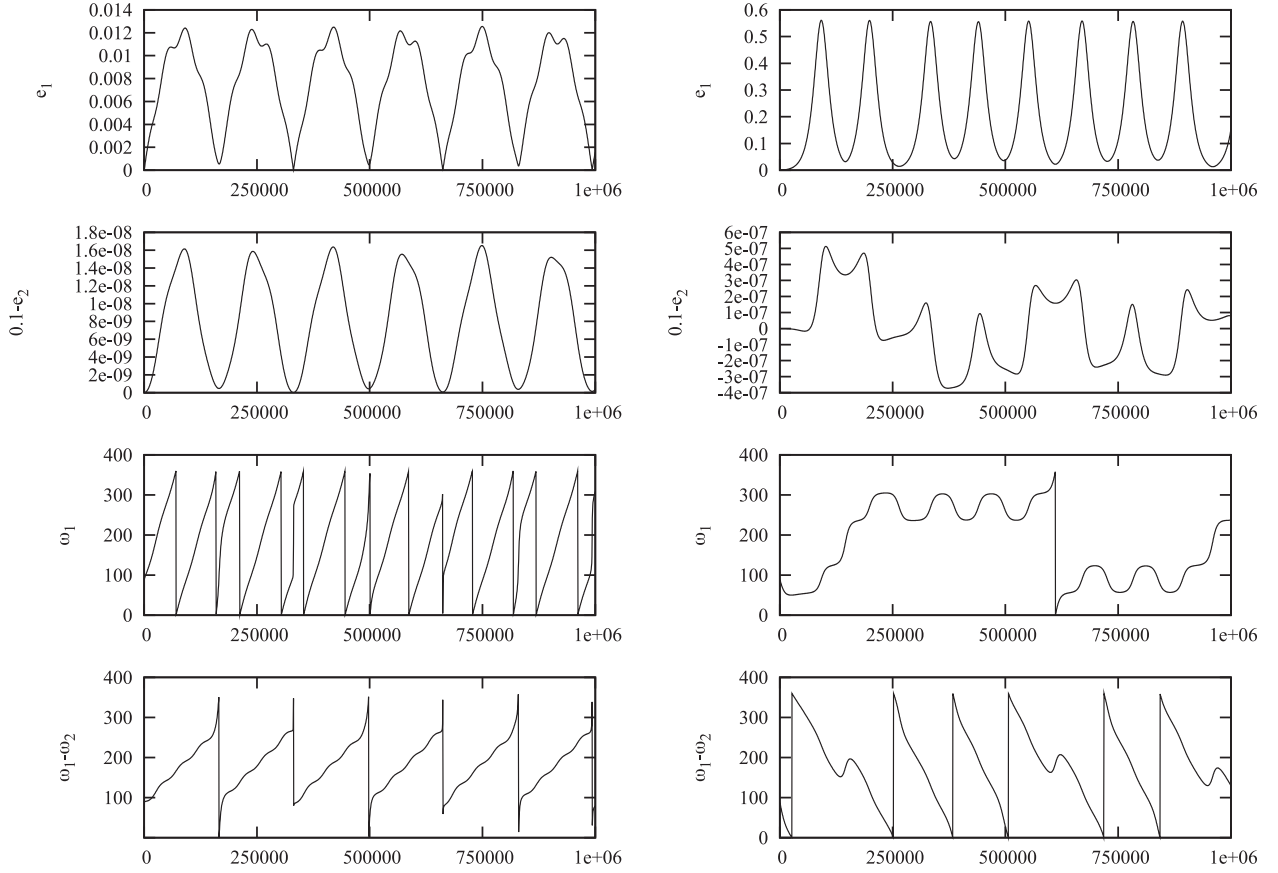 0.014
0.012
0.01
0.008
0.006
0.004
0.002
0
e1
0 250000 500000 750000 1e+06
0.6
0.5
0.4
0.3
0.2
0.1
0
e1
0 250000 500000 750000 1e+06
1.8e-08
1.6e-08
1.4e-08
1.2e-08
1e-08
8e-09
6e-09
4e-09
2e-09
0
0.1-e2
0 250000 500000 750000 1e+06
6e-07
5e-07
4e-07
3e-07
2e-07
1e-07
0
-1e-07
-2e-07
-3e-07
-4e-07
0.1-e2
0 250000 500000 750000 1e+06
400
300
200
100
0
ω1
0 250000 500000 750000 1e+06
400
300
200
100
0
ω1
0 250000 500000 750000 1e+06
400
300
200
100
ω1-ω2
0 250000 500000 750000 1e+06
400
300
200
100
0
ω1-ω2
0 250000 500000 750000 1e+06